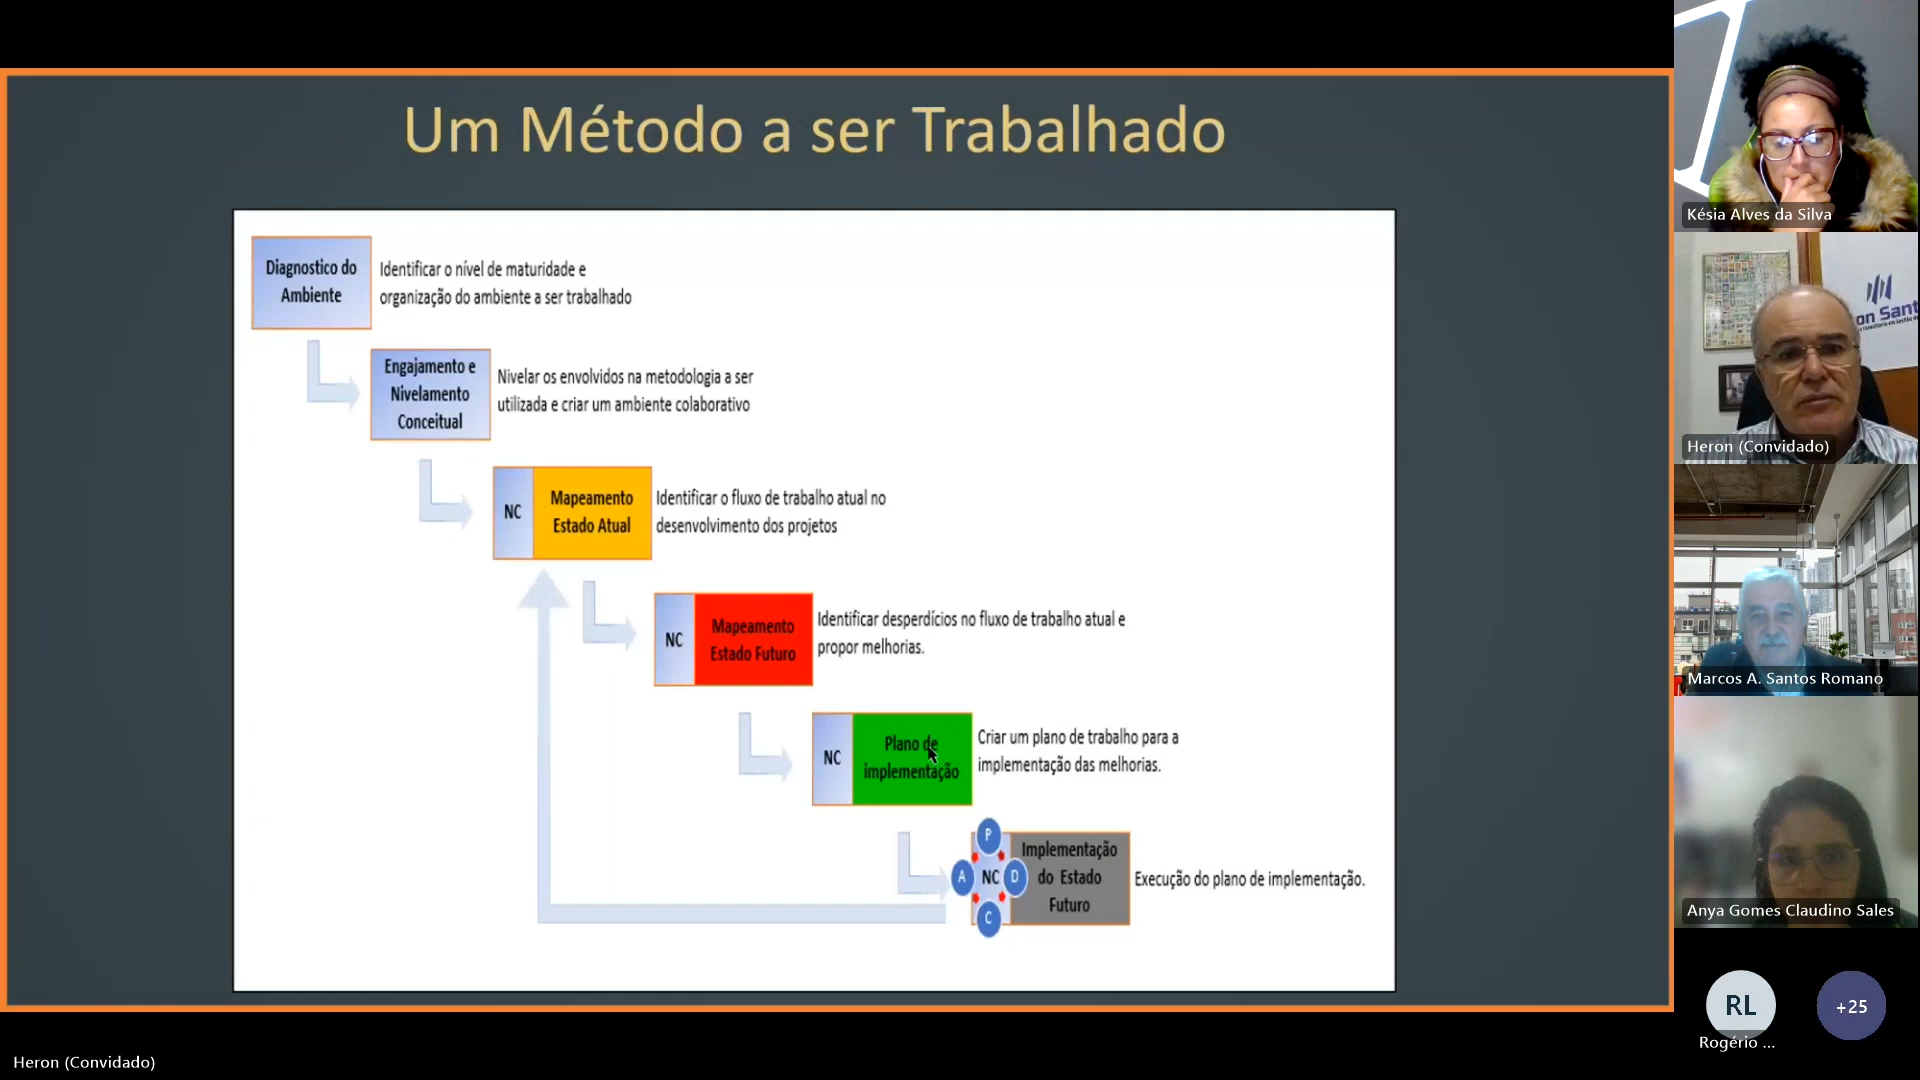 Um Método a ser Trabalhado
Diagnostico do
Ambiente
Identificar o nível de maturidade e
organização do ambiente a ser trabalhado
Engajamento e
Nivelamento
Conceitual
Nivelar os envolvidos na metodologia a ser
utilizada e criar um ambiente colaborativo
NC
Mapeamento
Estado Atual
Identificar o fluxo de trabalho atual no
desenvolvimento dos projetos
NC
Mapeamento
Estado Futuro
Identificar desperdícios no fluxo de trabalho atual e
propor melhorias.
NC
Plano de
implementação
Criar um plano de trabalho para a
implementação das melhorias.
P
A
NC
D
C
Implementação
do Estado
Futuro
Execução do plano de implementação.
Késia Alves da Silva
on Sant
Heron (Convidado)
Marcos A. Santos Romano
Anya Gomes Claudino Sales
RL
+25
Rogério ...
Heron (Convidado)